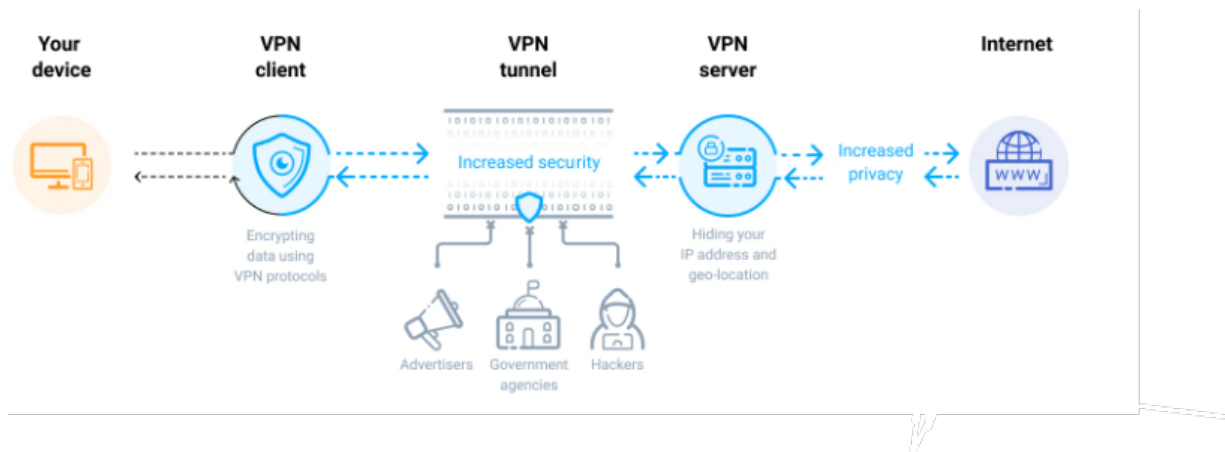 Your
device
VPN
client
VPN
tunnel
VPN
server
Internet
1010101010101010101010
Increased security
Increased
privacy
WWW
Encrypting
data using
VPN protocols
Hiding your
IP address and
geo-location
Advertisers
Government
agencies
Hackers